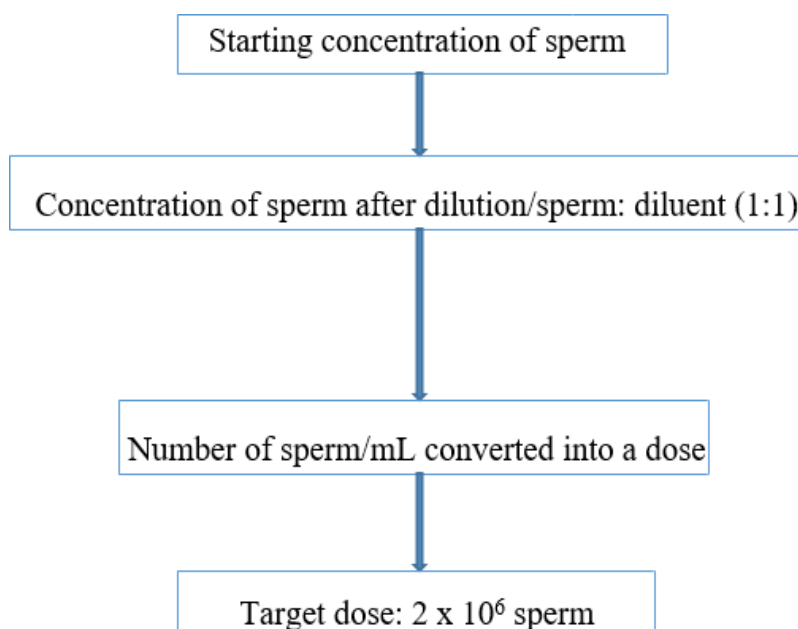 Starting concentration of sperm
Concentration of sperm after dilution/sperm: diluent (1:1)
Number of sperm/mL converted into a dose
Target dose: 2 x 10⁶ sperm